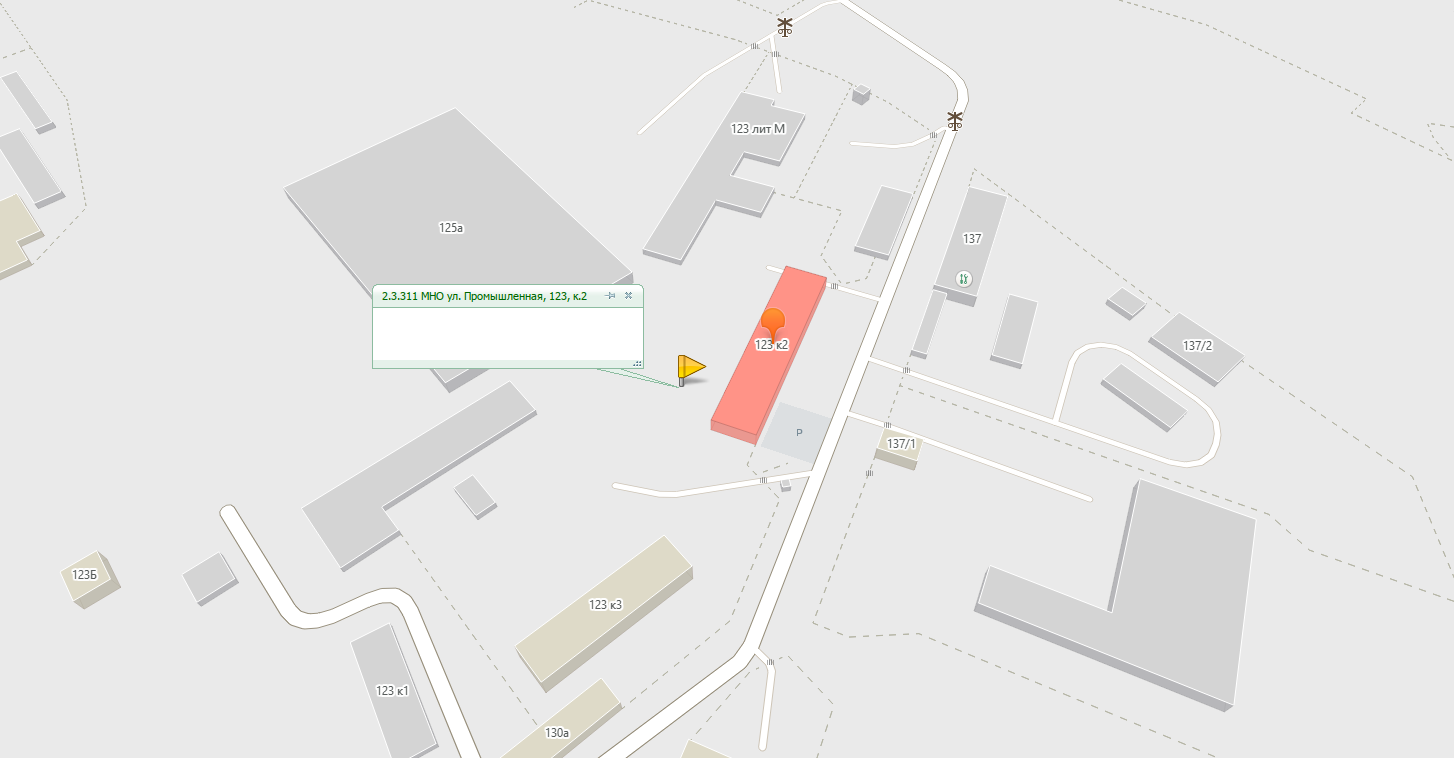 123 лит М
125а
137
2.3.311 МНО ул. Промышленная, 123, к.2
123 к2
137/2
P
137/1
123Б
123 к3
123 к1
130а